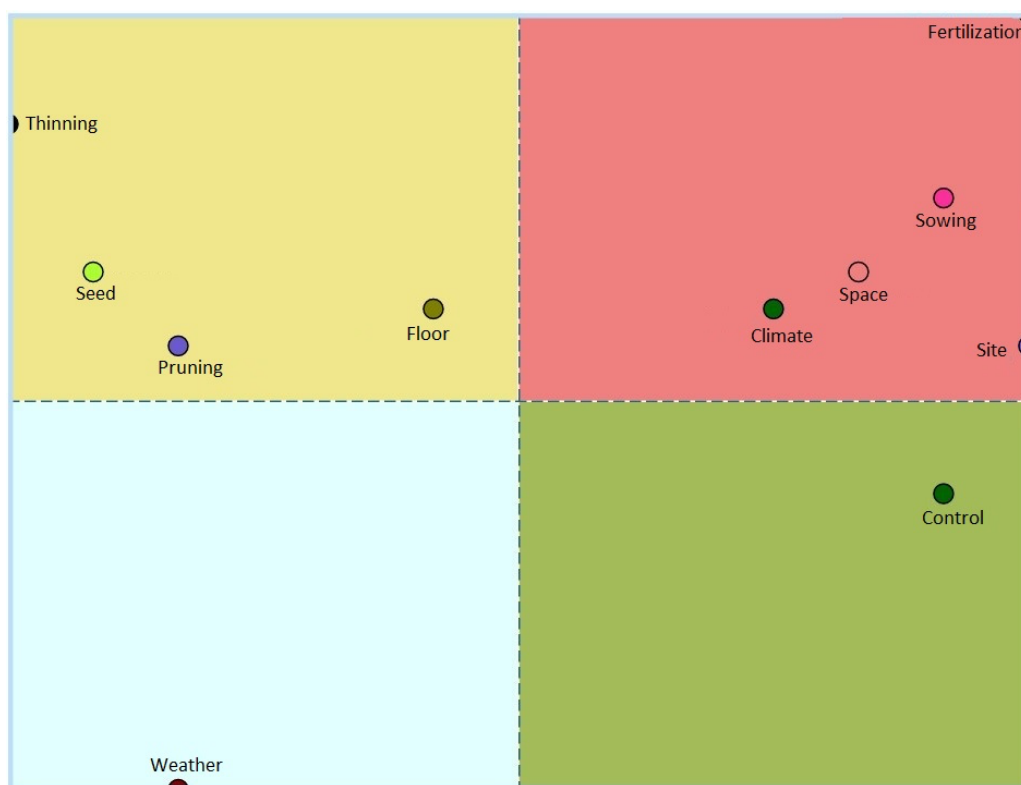 Fertilization
Thinning
Sowing
Seed
Space
Floor
Climate
Site
Pruning
Control
Weather